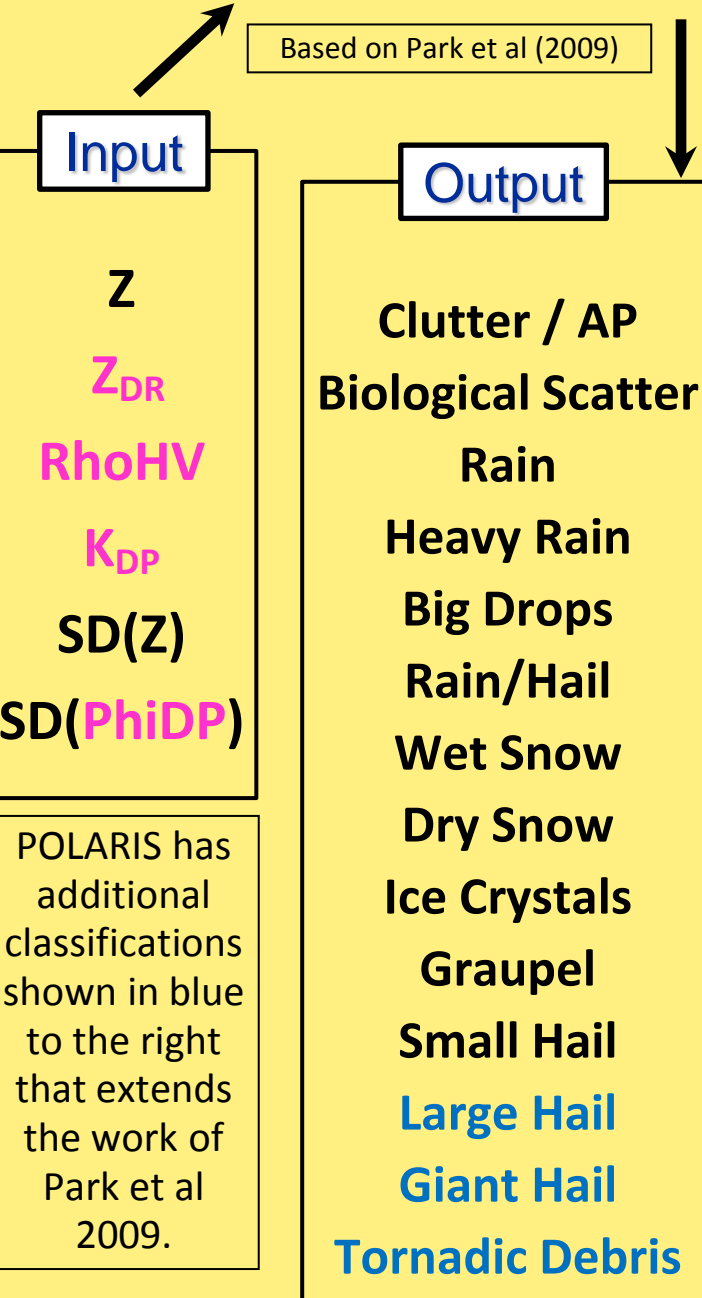 Based on Park et al (2009)
Input
Z
Z_DR
RhoHV
K_DP
SD(Z)
SD(PhiDP)
POLARIS has
additional
classifications
shown in blue
to the right
that extends
the work of
Park et al
2009.
Output
Clutter / AP
Biological Scatter
Rain
Heavy Rain
Big Drops
Rain/Hail
Wet Snow
Dry Snow
Ice Crystals
Graupel
Small Hail
Large Hail
Giant Hail
Tornadic Debris